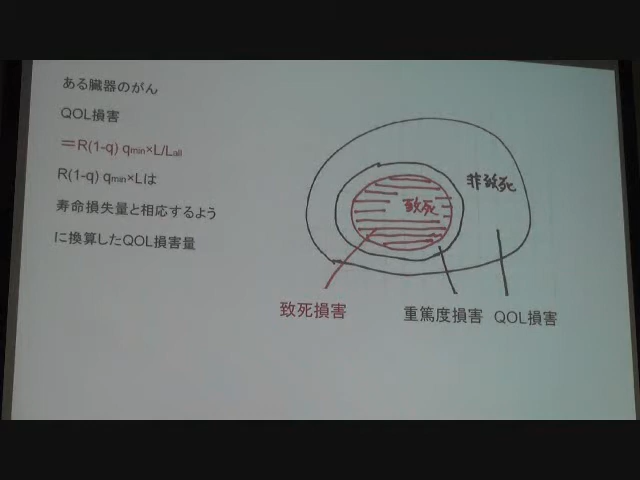 ある臓器のがん
QOL損害
＝R(1-q) qmin×L/Lall
R(1-q) qmin×Lは
寿命損失量と相応するよう
に換算したQOL損害量
非致死
致死
致死損害
重篤度損害
QOL損害